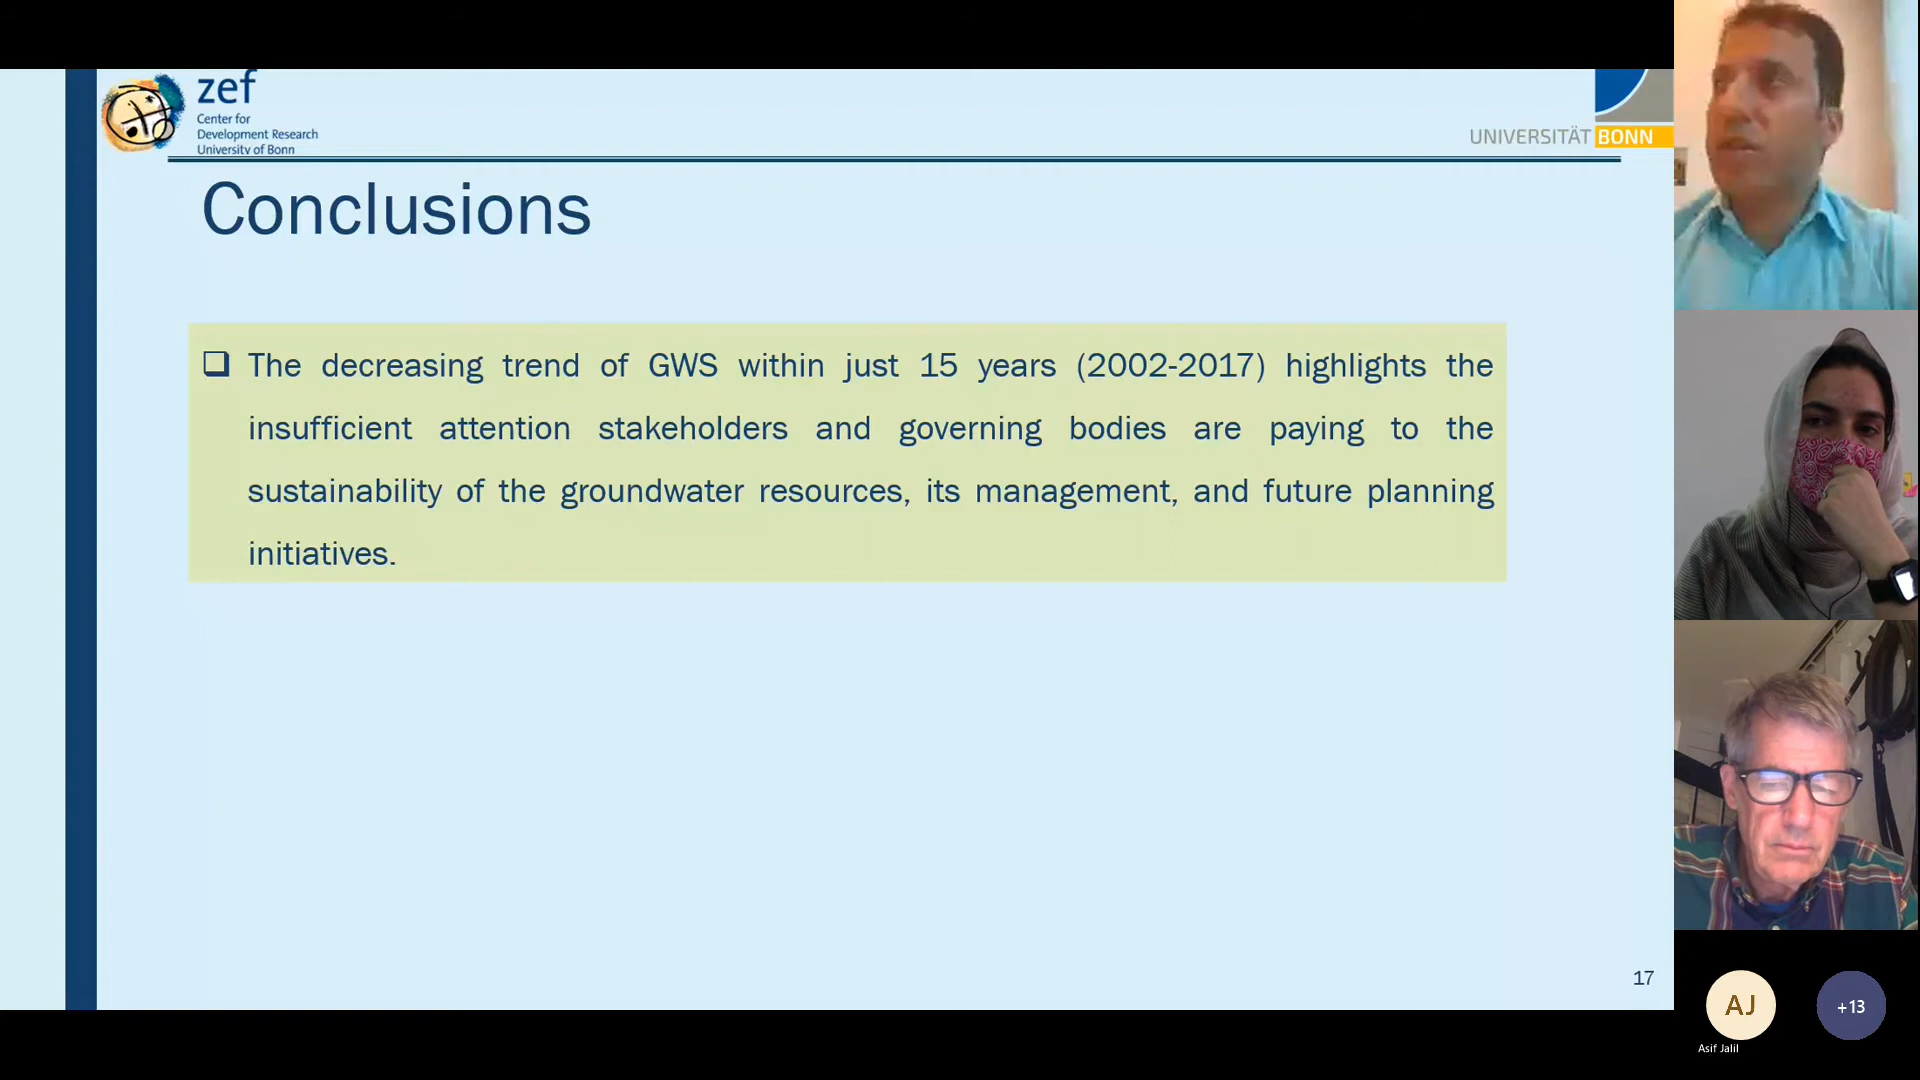 zef
Center for
Development Research
University of Bonn
UNIVERSITÄT BONN
Conclusions
❑ The decreasing trend of GWS within just 15 years (2002-2017) highlights the
insufficient attention stakeholders and governing bodies are paying to the
sustainability of the groundwater resources, its management, and future planning
initiatives.
17
AJ
+13
Asif Jalil